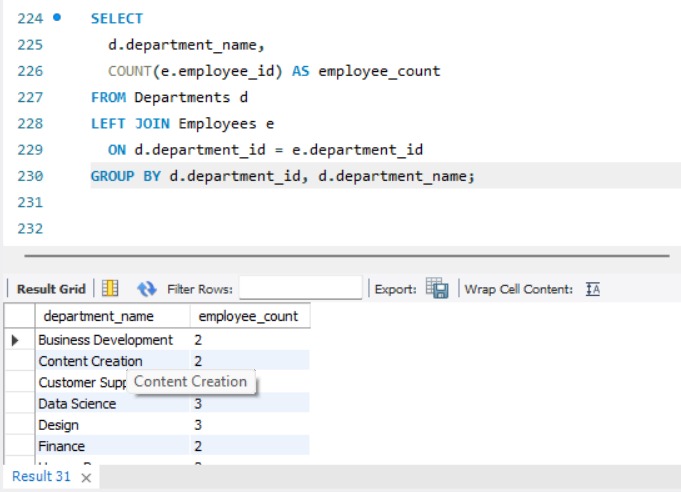 224 SELECT
225 d.department_name,
226 COUNT(e.employee_id) AS employee_count
227 FROM Departments d
228 LEFT JOIN Employees e
229 ON d.department_id = e.department_id
230 GROUP BY d.department_id, d.department_name;
231
232
Result Grid Filter Rows: Export: Wrap Cell Content: IA
department_name employee_count
Business Development 2
Content Creation 2
Customer Supp Content Creation
Data Science 3
Design 3
Finance 2
Result 31 ×